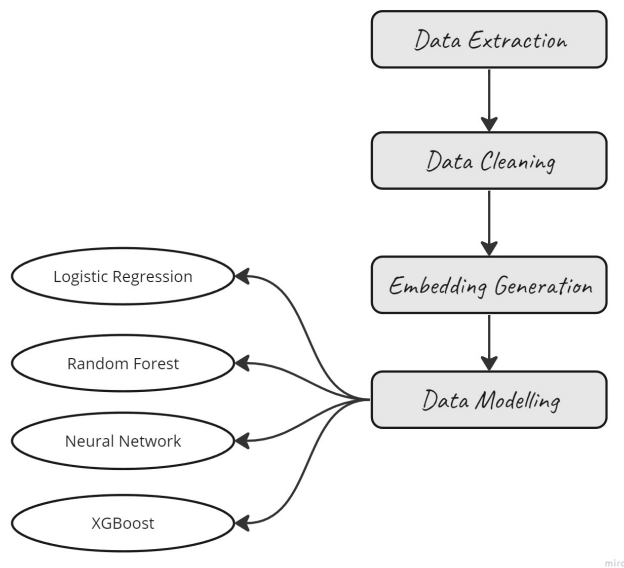 Data Extraction
Data Cleaning
Embedding Generation
Data Modelling
Logistic Regression
Random Forest
Neural Network
XGBoost